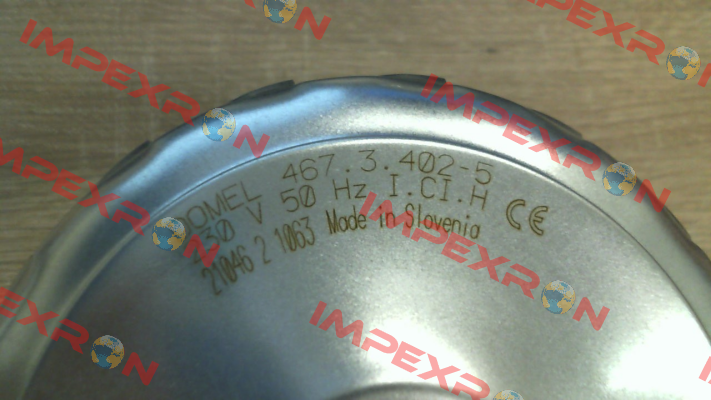 DOMEL 467.3.402-5
230 V 50 Hz I.CI.H CE
21046 2 1063 Made in Slovenia
IMPEXRON
IMPEXRON
IMPEXRON
IMPEXRON
IMPEXRON
IMPEXRON
IMPEXRON